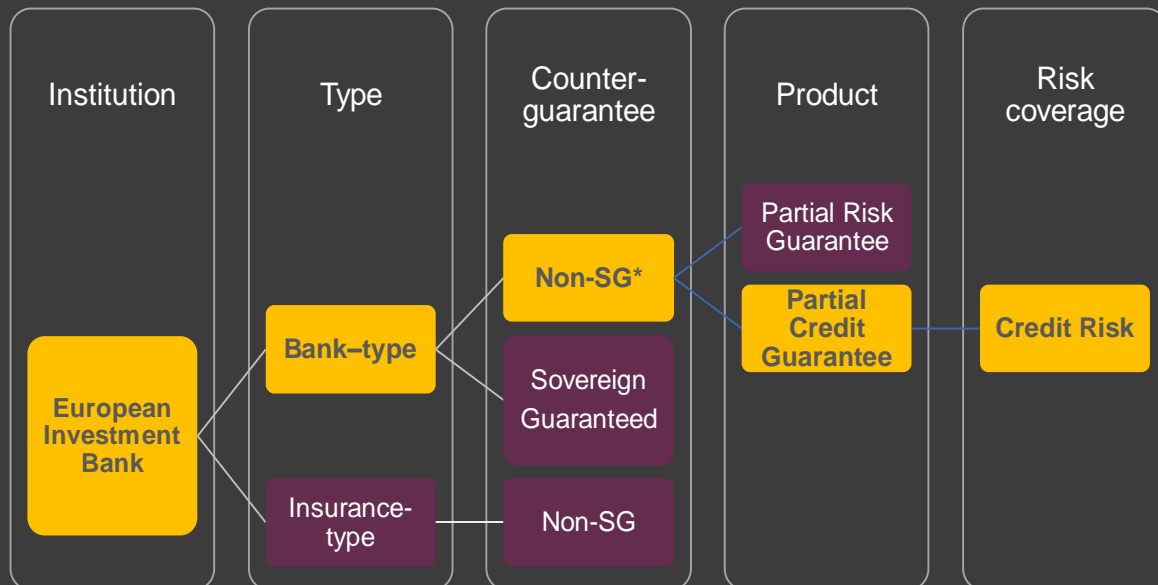 Institution
Type
Counter-
guarantee
Product
Risk
coverage
European
Investment
Bank
Bank–type
Insurance-
type
Non-SG*
Sovereign
Guaranteed
Non-SG
Partial Risk
Guarantee
Partial
Credit
Guarantee
Credit Risk